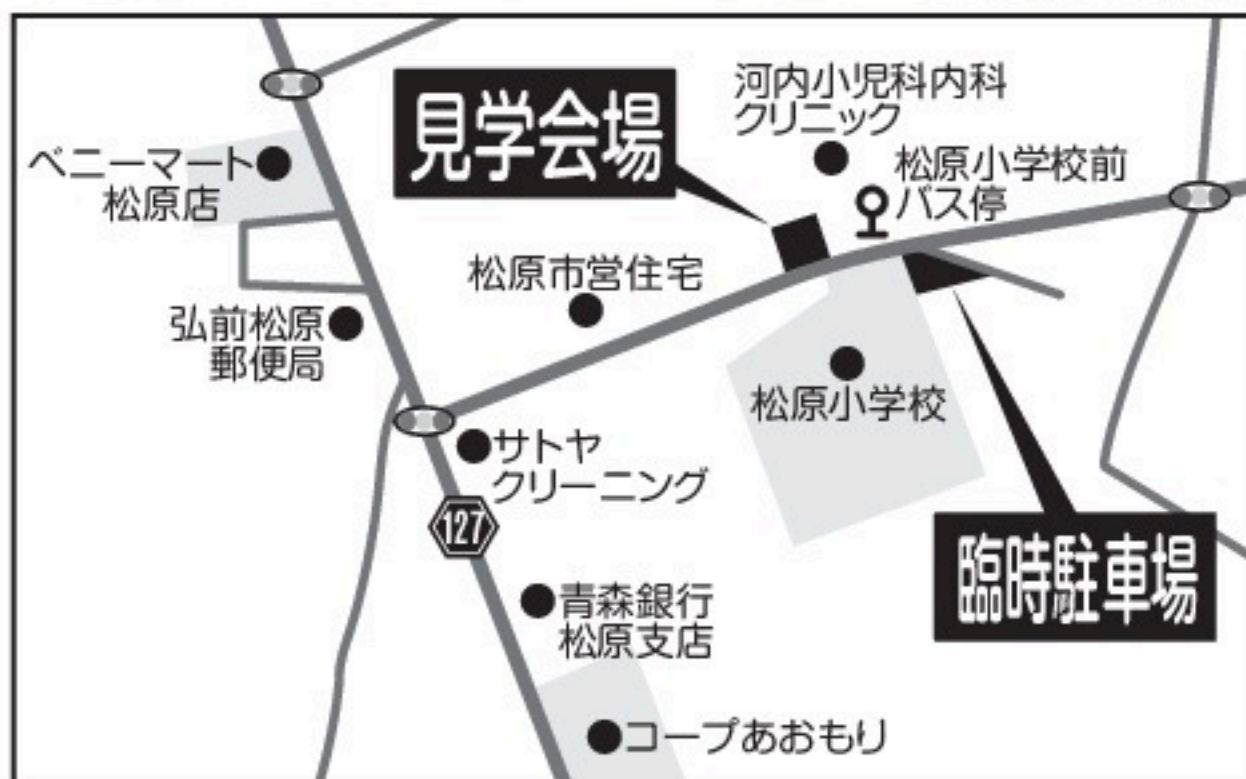 見学会場
河内小児科内科
クリニック
ベニーマート
松原店
松原小学校前
バス停
松原市営住宅
弘前松原
郵便局
松原小学校
サトヤ
クリーニング
127
臨時駐車場
青森銀行
松原支店
コープあおもり